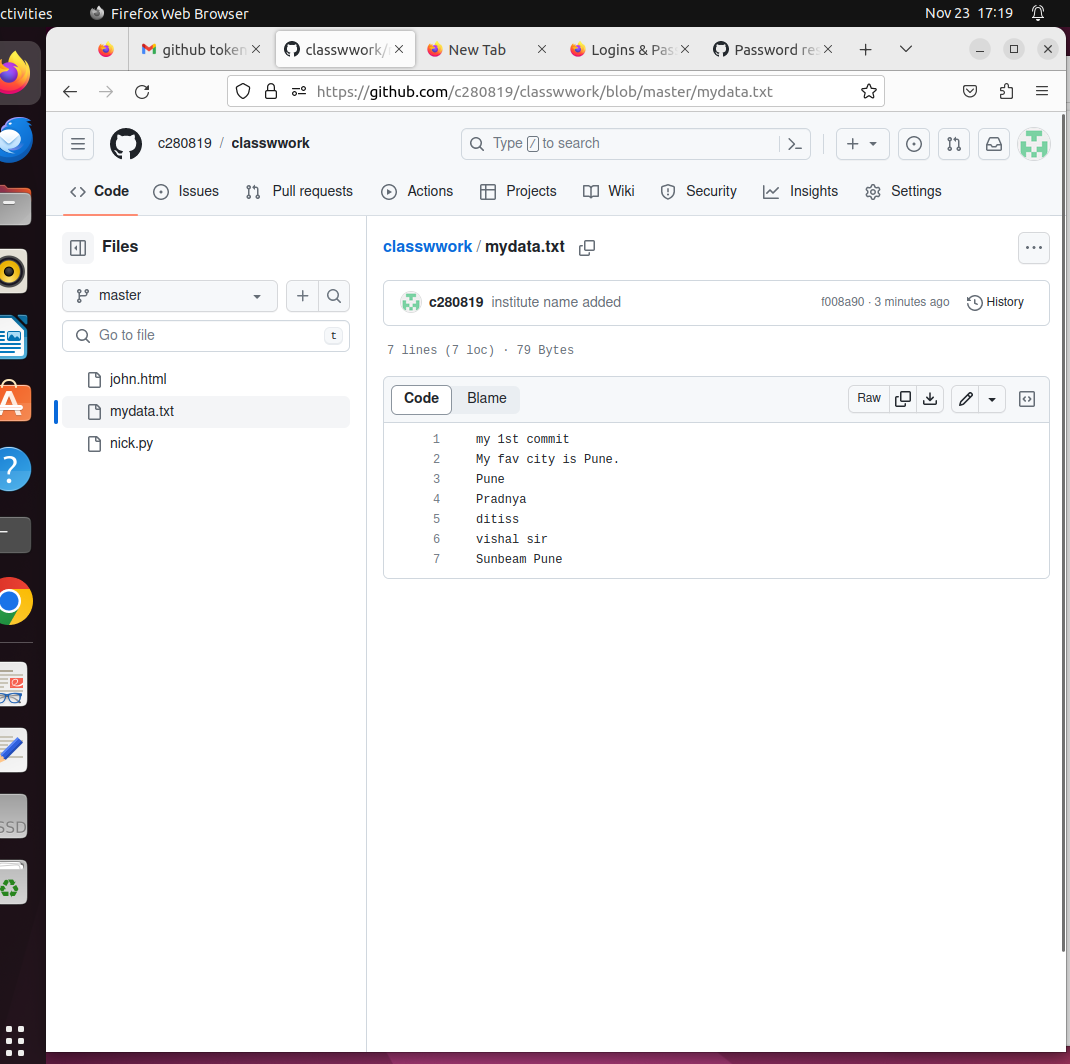 ctivities Firefox Web Browser Nov 23 17:19
github token classwwork/ New Tab Logins & Pas Password res
https://github.com/c280819/classwwork/blob/master/mydata.txt
c280819 / classwwork Type / to search
Code Issues Pull requests Actions Projects Wiki Security Insights Settings
Files
master
Go to file t
john.html
mydata.txt
nick.py
classwwork / mydata.txt
c280819 institute name added f008a90 · 3 minutes ago History
7 lines (7 loc) · 79 Bytes
Code Blame Raw
1 my 1st commit
2 My fav city is Pune.
3 Pune
4 Pradnya
5 ditiss
6 vishal sir
7 Sunbeam Pune
SSD